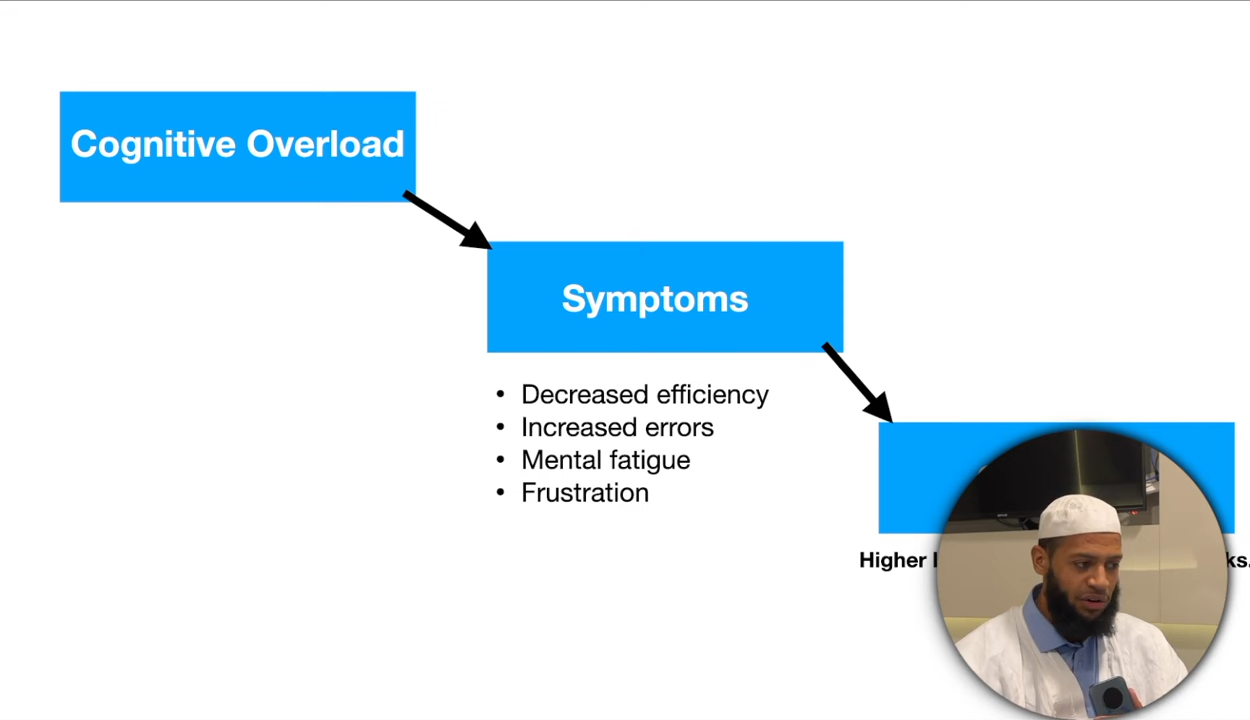 Cognitive Overload
Symptoms
• Decreased efficiency
• Increased errors
• Mental fatigue
• Frustration
Higher